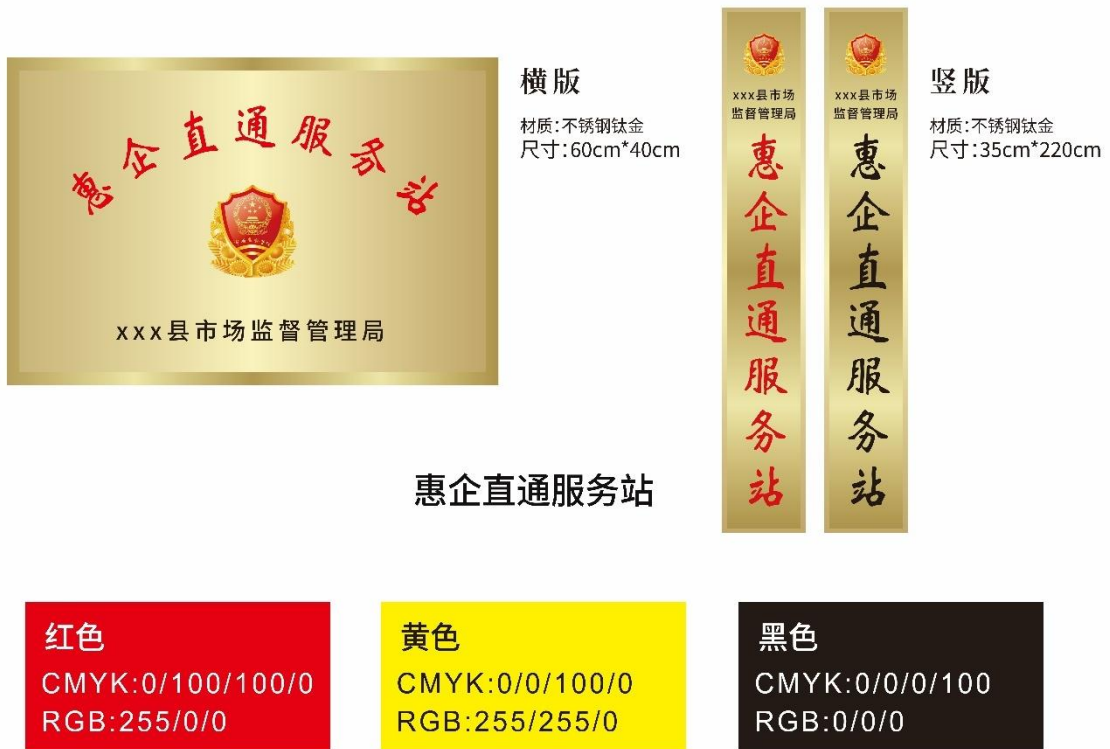 惠企直通服务站
xxx县市场监督管理局
横版
材质:不锈钢钛金
尺寸:60cm*40cm
xxx县市场
监督管理局
惠企直通服务站
xxx县市场
监督管理局
惠企直通服务站
竖版
材质:不锈钢钛金
尺寸:35cm*220cm
惠企直通服务站
红色
CMYK:0/100/100/0
RGB:255/0/0
黄色
CMYK:0/0/100/0
RGB:255/255/0
黑色
CMYK:0/0/0/100
RGB:0/0/0